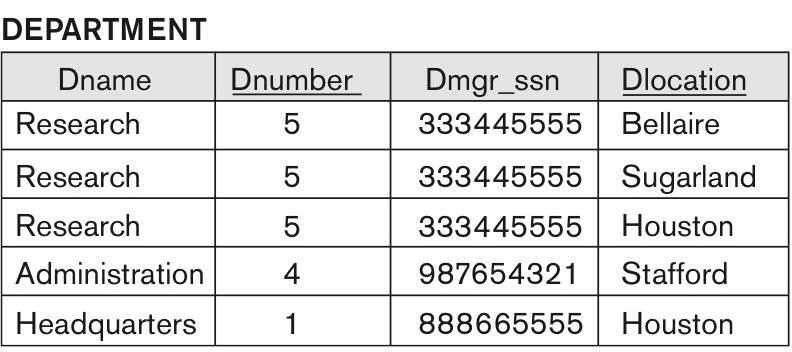 DEPARTMENT
Dname Dnumber Dmgr_ssn Dlocation
Research 5 333445555 Bellaire
Research 5 333445555 Sugarland
Research 5 333445555 Houston
Administration 4 987654321 Stafford
Headquarters 1 888665555 Houston